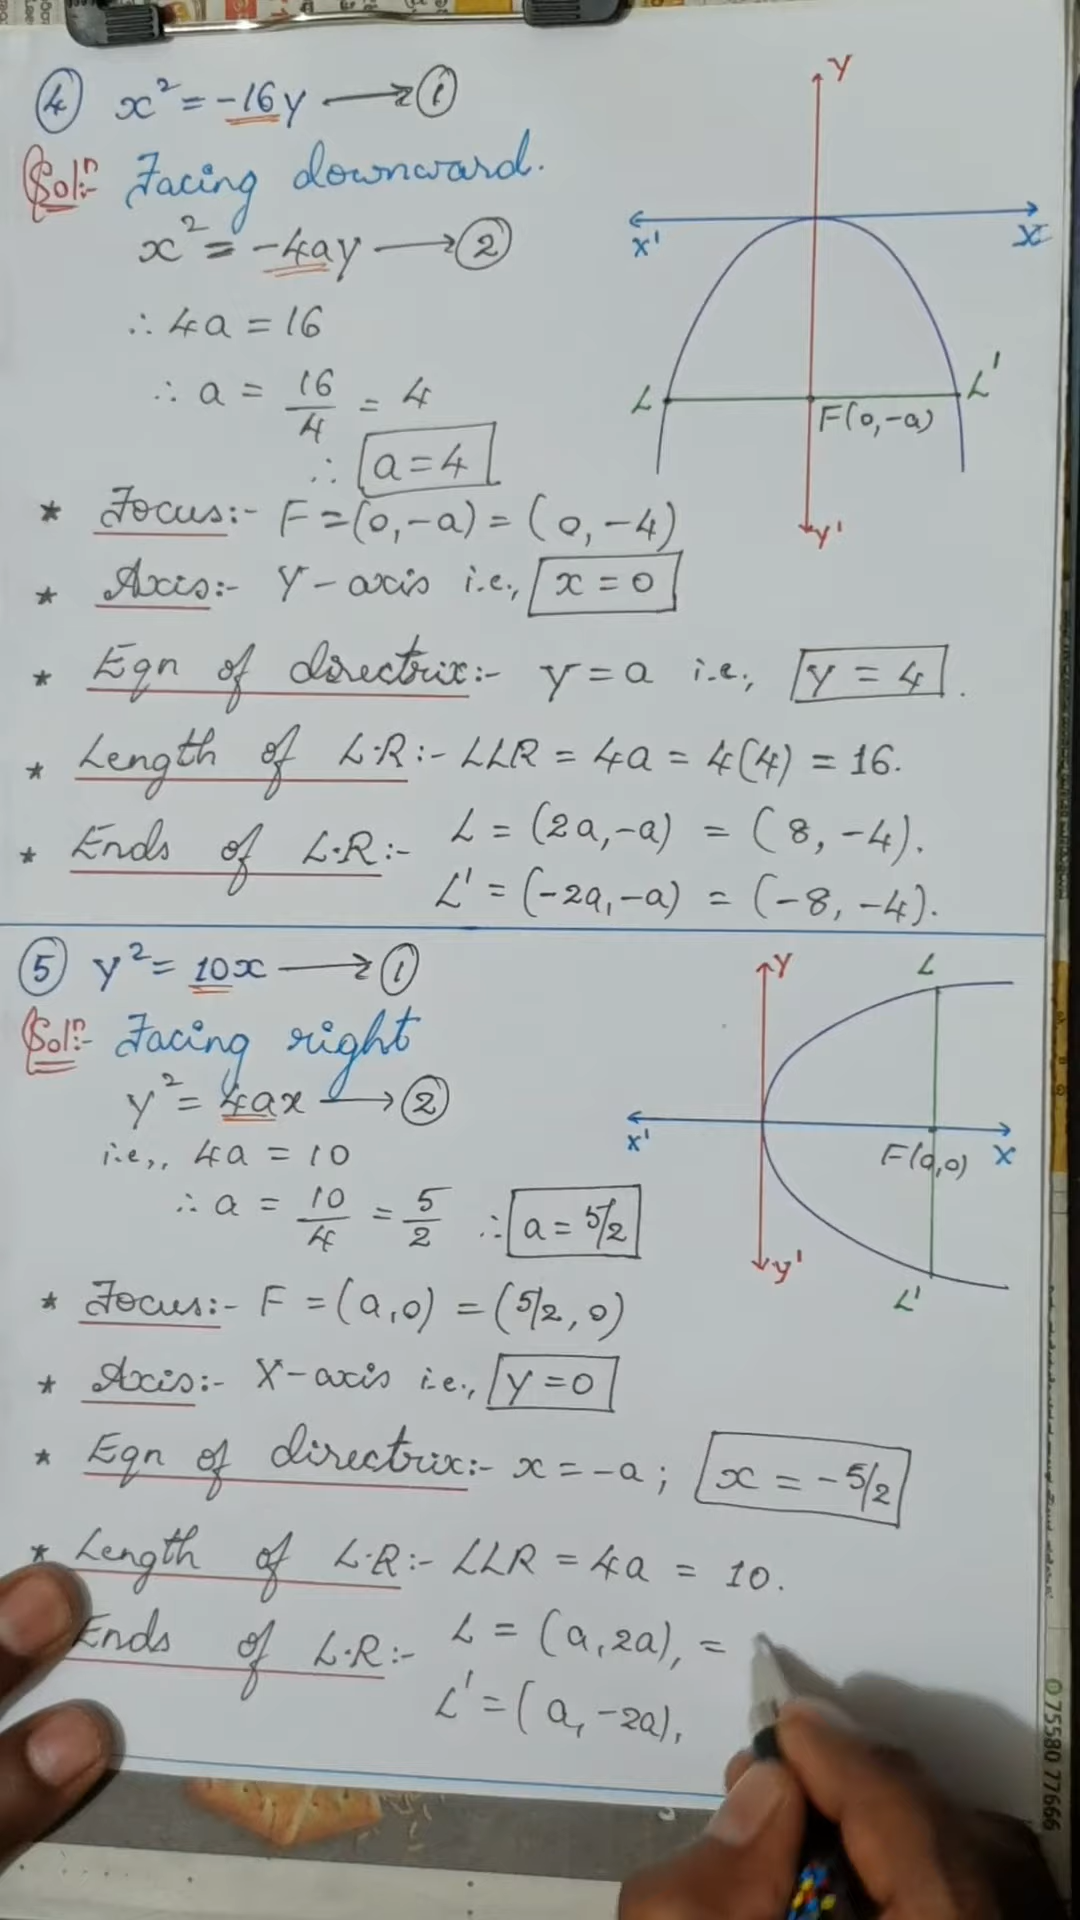 ④ x² = -16y ⟶ ①
Solⁿ:- Facing downward.
x² = -4ay ⟶ ②
∴ 4a = 16
∴ a = 16/4 = 4
∴ a = 4
Y
X'
X
L
L'
F(0,-a)
Y'
* Focus:- F = (0,-a) = (0, -4)
* Axis:- Y-axis i.e., x = 0
* Eqn of directrix:- y = a i.e., y = 4.
* Length of L.R:- LLR = 4a = 4(4) = 16.
* Ends of L.R:- L = (2a,-a) = (8, -4).
L' = (-2a,-a) = (-8, -4).
⑤ y² = 10x ⟶ ①
Solⁿ:- Facing right
y² = 4ax ⟶ ②
i.e., 4a = 10
∴ a = 10/4 = 5/2 ∴ a = 5/2
Y
L
X'
F(a,0)
X
Y'
L'
* Focus:- F = (a,0) = (5/2, 0)
* Axis:- X-axis i.e., y = 0
* Eqn of directrix:- x = -a; x = -5/2
* Length of L.R:- LLR = 4a = 10.
Ends of L.R:- L = (a, 2a), =
L' = (a, -2a),
75580 77666